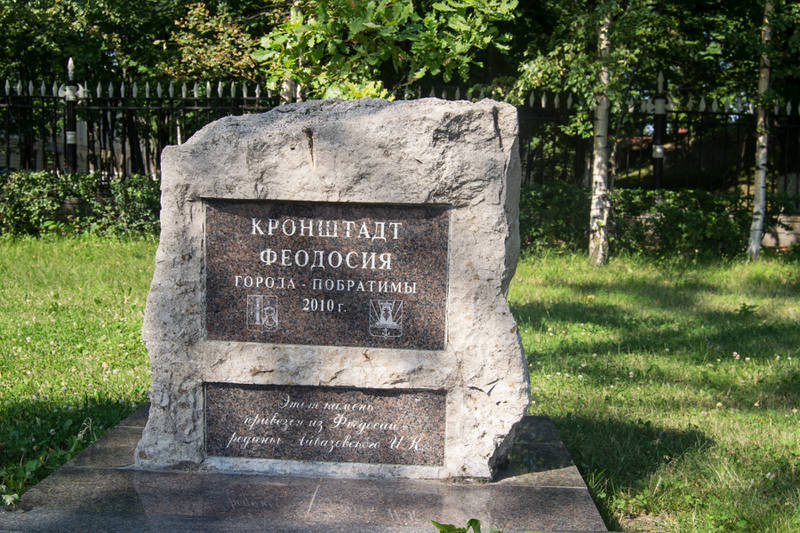 КРОНШТАДТ
ФЕОДОСИЯ
ГОРОДА - ПОБРАТИМЫ
2010 г.
Этот камень
привезен из Феодосии -
родины Айвазовского И.К.